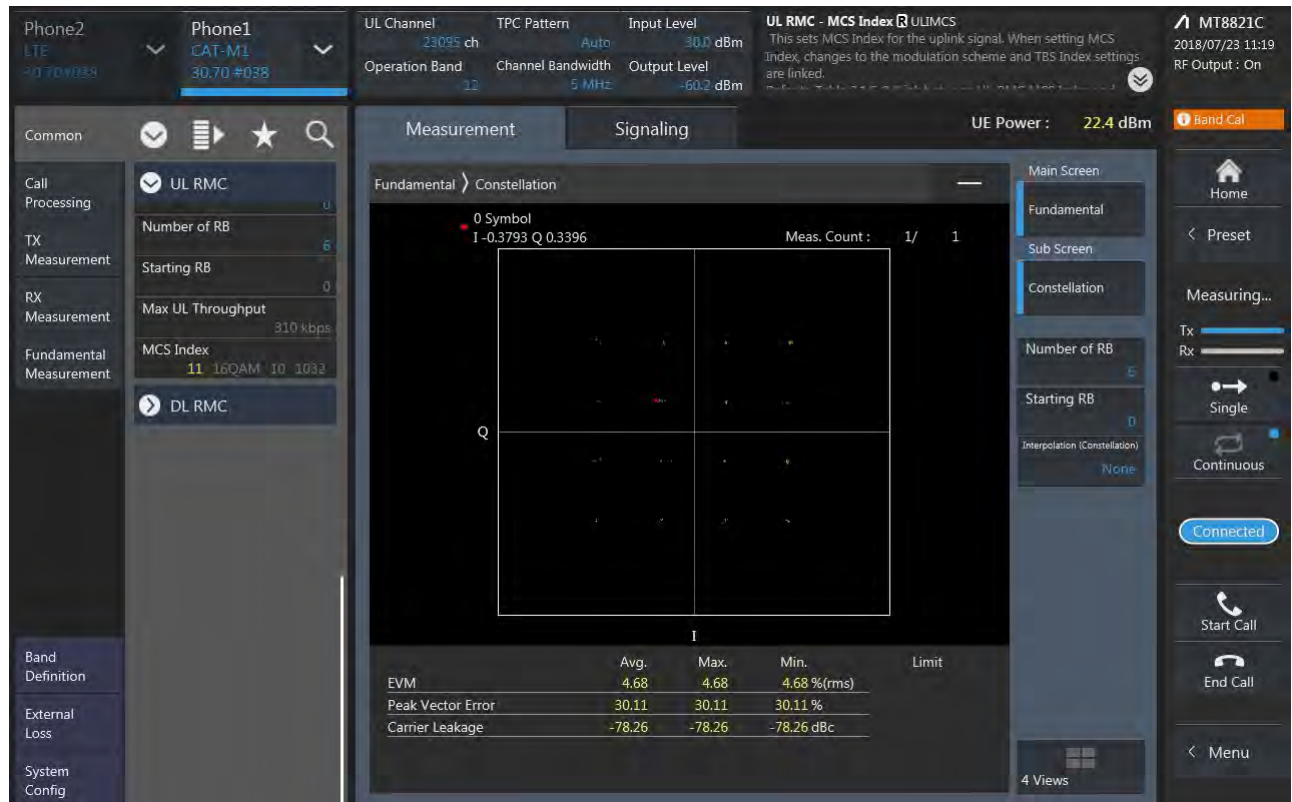 Phone2
LTE
Phone1
CAT-M1
30.70 #038
UL Channel
23095 ch
Operation Band
12
TPC Pattern
Auto
Channel Bandwidth
5 MHz
Input Level
30.0 dBm
Output Level
-60.2 dBm
UL RMC - MCS Index R ULIMCS
This sets MCS Index for the uplink signal. When setting MCS
Index, changes to the modulation scheme and TBS Index settings
are linked.
MT8821C
2018/07/23 11:19
RF Output : On
Common
Measurement
Signaling
UE Power : 22.4 dBm
Band Cal
Call
Processing
TX
Measurement
RX
Measurement
Fundamental
Measurement
UL RMC
0
Number of RB
6
Starting RB
0
Max UL Throughput
310 kbps
MCS Index
11 16QAM 10 1032
DL RMC
Fundamental 〉 Constellation
0 Symbol
I -0.3793 Q 0.3396
Meas. Count : 1/ 1
Q
I
Avg. Max. Min. Limit
EVM 4.68 4.68 4.68 %(rms)
Peak Vector Error 30.11 30.11 30.11 %
Carrier Leakage -78.26 -78.26 -78.26 dBc
Main Screen
Fundamental
Sub Screen
Constellation
Number of RB
6
Starting RB
0
Interpolation (Constellation)
None
4 Views
Home
Preset
Measuring...
Tx
Rx
Single
Continuous
Connected
Start Call
End Call
Menu
Band
Definition
External
Loss
System
Config